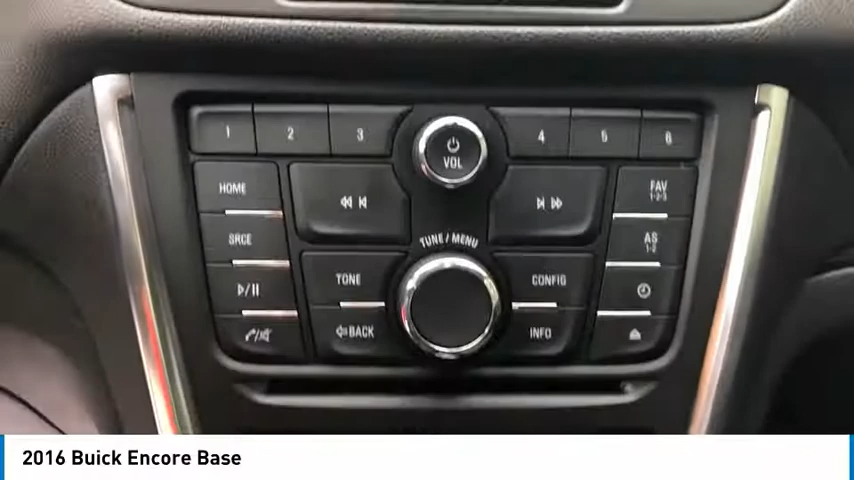 1 2 3 VOL 4 5 6
HOME
FAV
1-2-3
TUNE / MENU
SRCE
AS
1-2
TONE
CONFIG
BACK
INFO
2016 Buick Encore Base